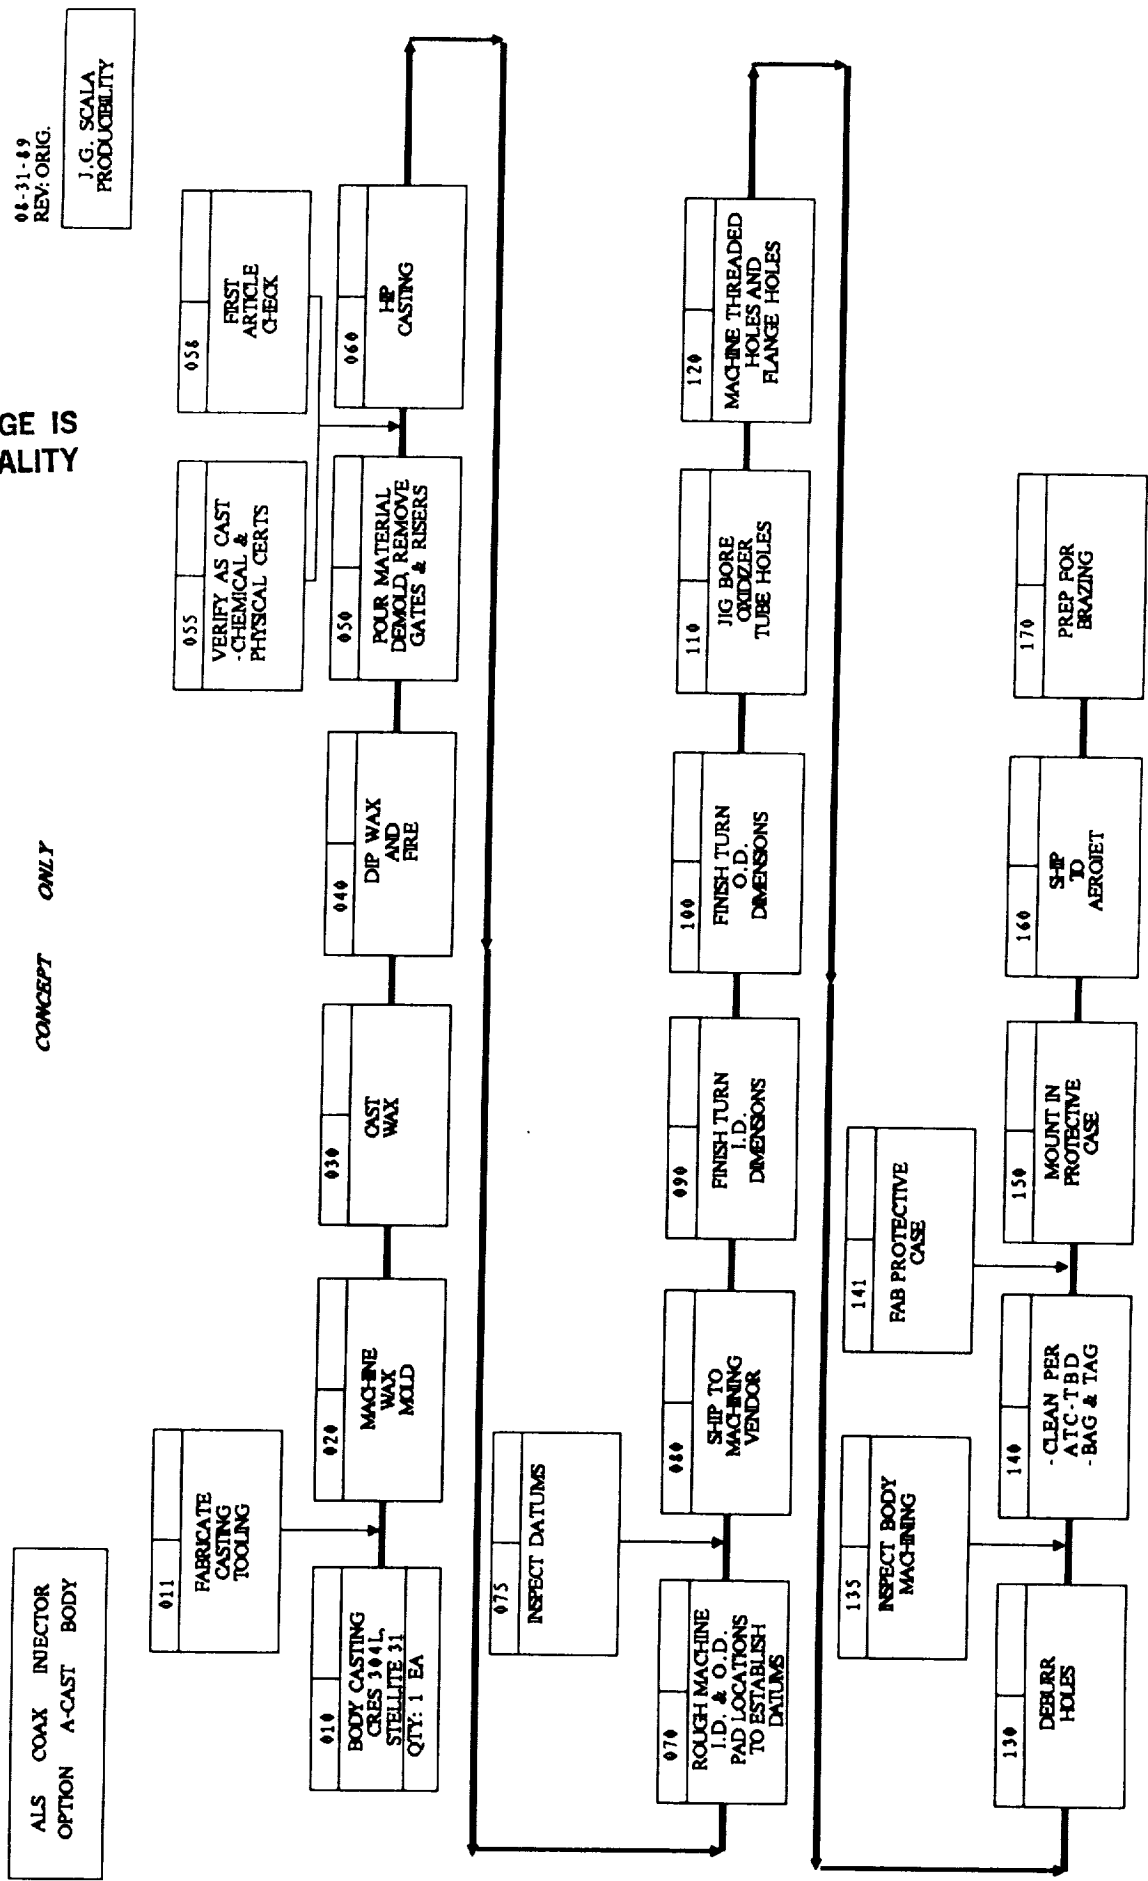 ALS COAX INJECTOR
OPTION A-CAST BODY
CONCEPT ONLY
GE IS
ALITY
08-31-89
REV: ORIG.
J.G. SCALA
PRODUCIBILITY
011
FABRICATE
CASTING
TOOLING
055
VERIFY AS CAST
-CHEMICAL &
PHYSICAL CERTS
058
FIRST
ARTICLE
CHECK
010
BODY CASTING
CRES 304L,
STELLITE 31
QTY: 1 EA
020
MACHINE
WAX
MOLD
030
CAST
WAX
040
DIP WAX
AND
FIRE
050
POUR MATERIAL
DEMOLD, REMOVE
GATES & RISERS
060
HIP
CASTING
075
INSPECT DATUMS
070
ROUGH MACHINE
I.D. & O.D.
PAD LOCATIONS
TO ESTABLISH
DATUMS
080
SHIP TO
MACHINING
VENDOR
090
FINISH TURN
I.D.
DIMENSIONS
100
FINISH TURN
O.D.
DIMENSIONS
110
JIG BORE
OXIDIZER
TUBE HOLES
120
MACHINE THREADED
HOLES AND
FLANGE HOLES
135
INSPECT BODY
MACHINING
141
FAB PROTECTIVE
CASE
130
DEBURR
HOLES
140
-CLEAN PER
ATC-TBD
-BAG & TAG
150
MOUNT IN
PROTECTIVE
CASE
160
SHIP
TO
AEROJET
170
PREP FOR
BRAZING